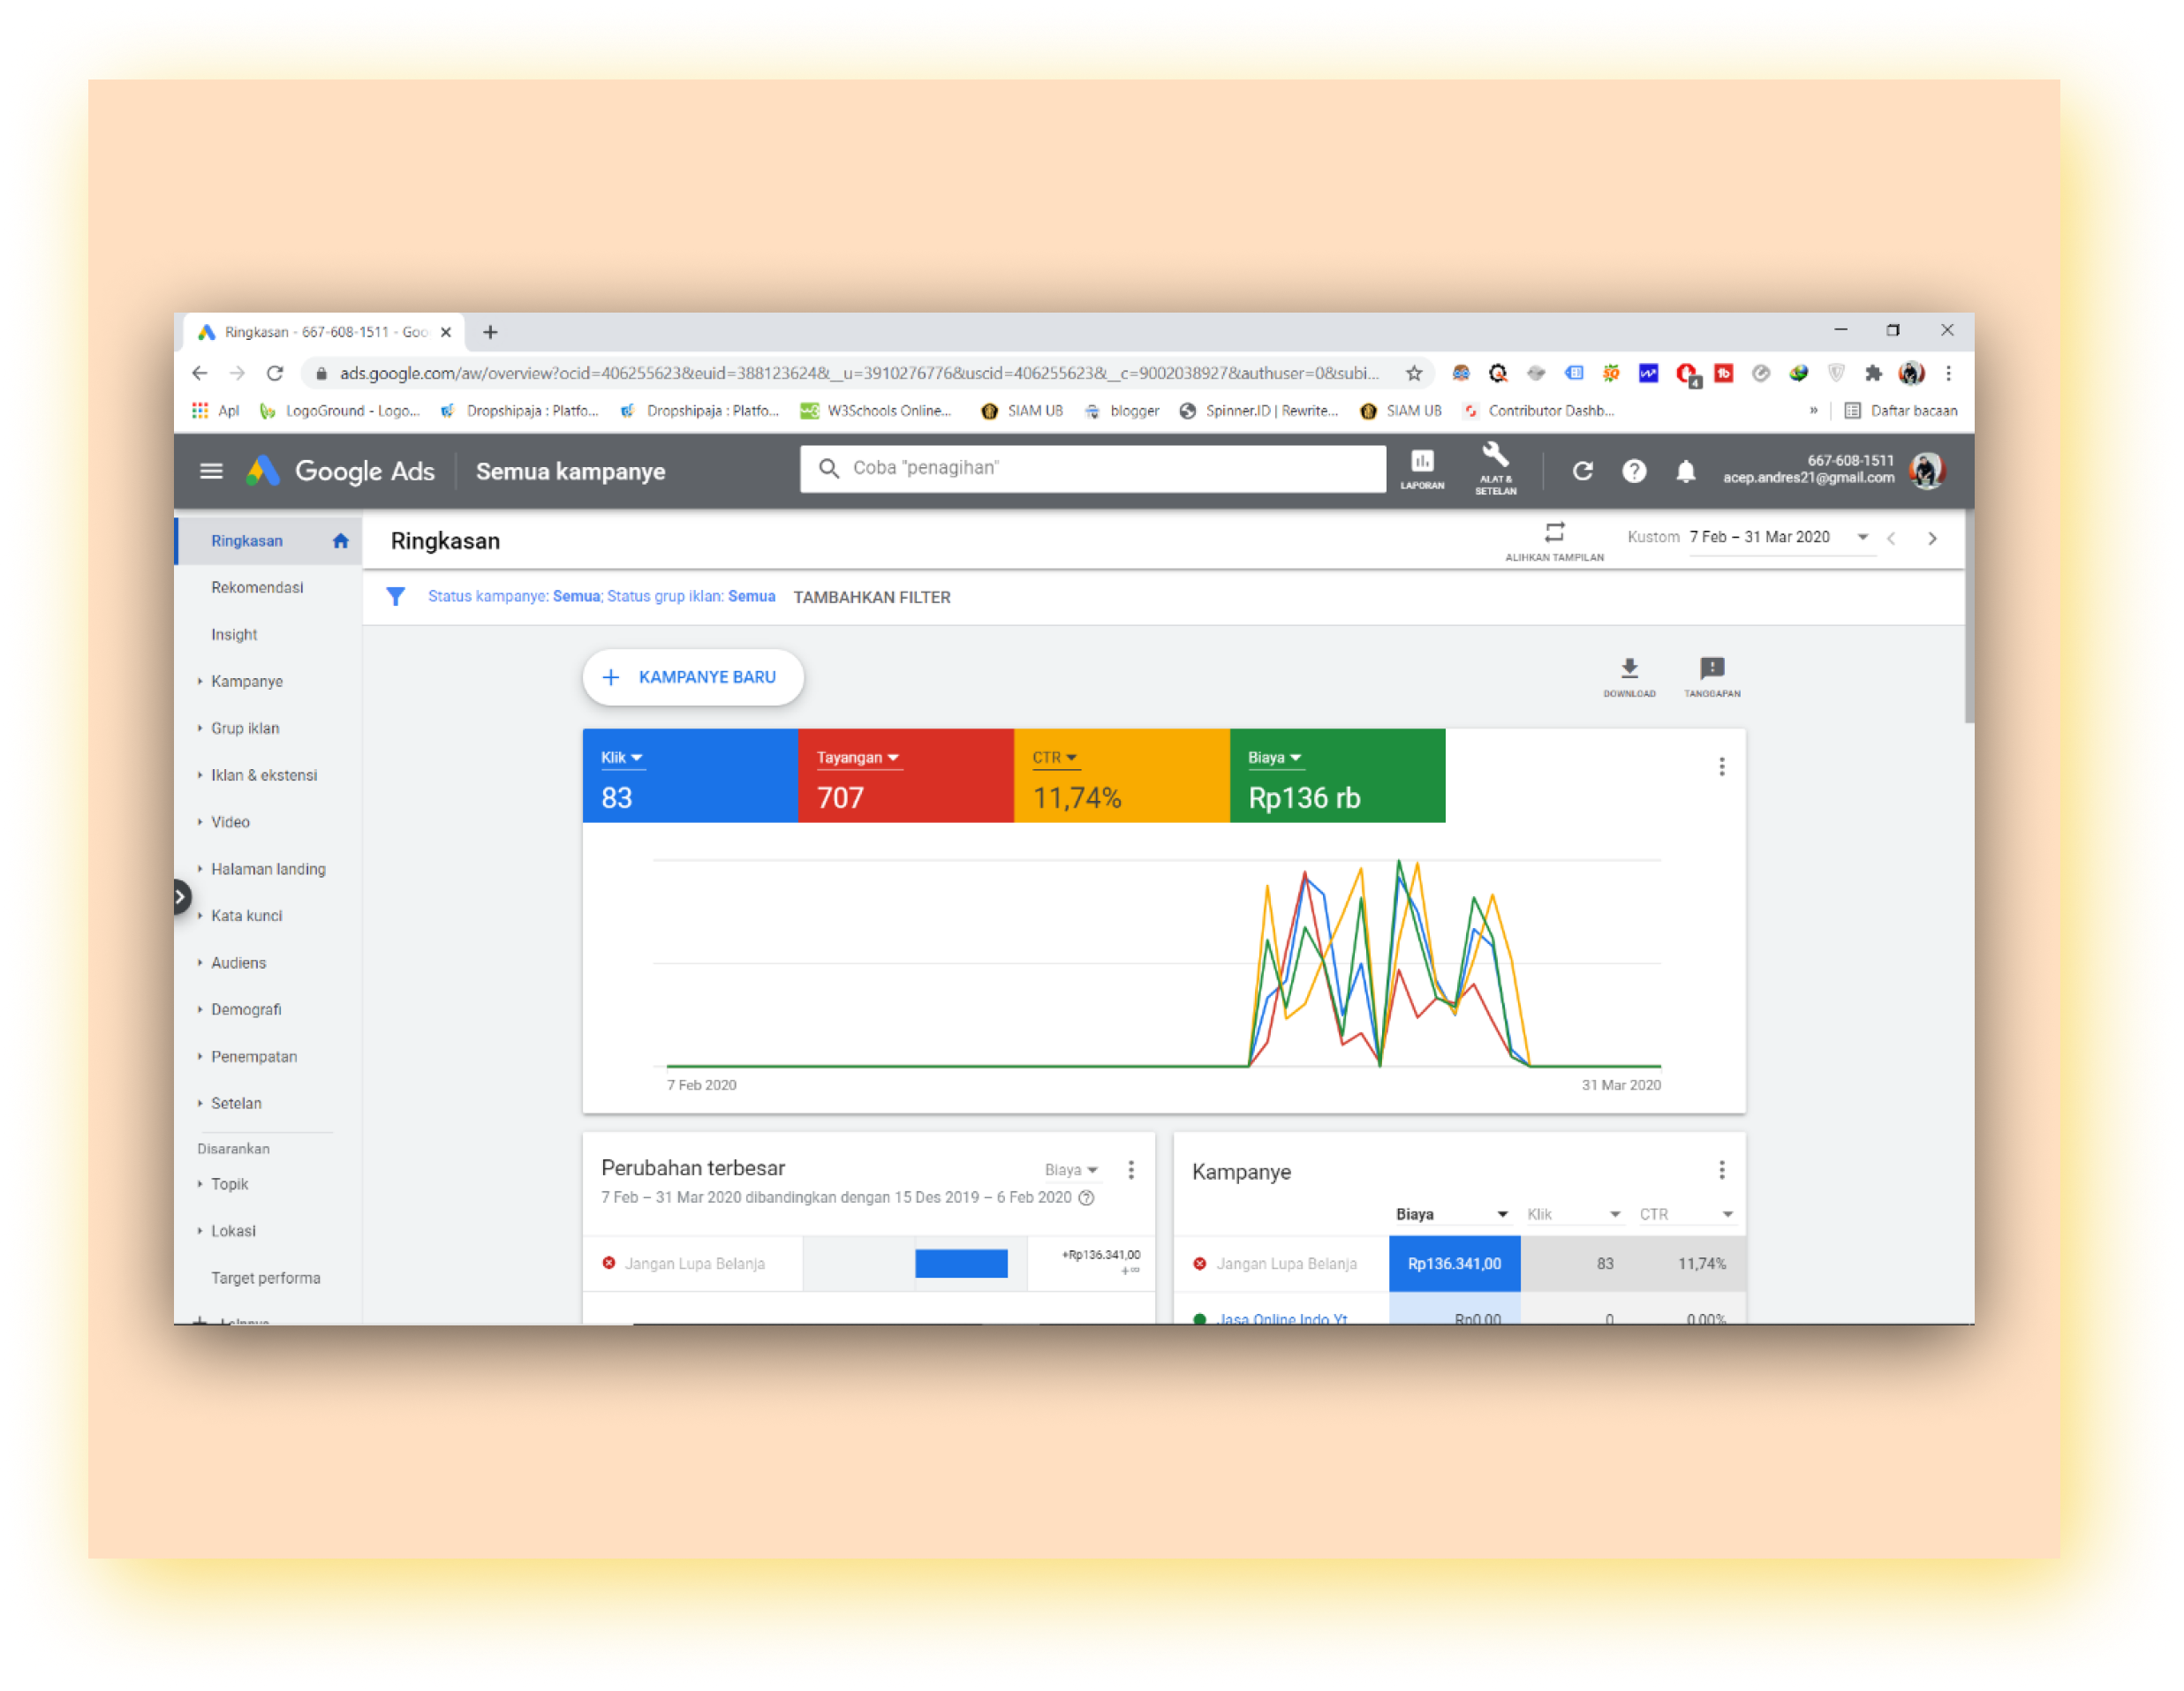 Ringkasan - 667-608-1511 - Goo
ads.google.com/aw/overview?ocid=406255623&euid=388123624&__u=3910276776&uscid=406255623&__c=9002038927&authuser=0&subi...
4
Apl LogoGround - Logo... Dropshipaja : Platfo... Dropshipaja : Platfo... W3Schools Online... SIAM UB blogger Spinner.ID | Rewrite... SIAM UB Contributor Dashb... » Daftar bacaan
Google Ads Semua kampanye
Coba "penagihan"
LAPORAN
ALAT &
SETELAN
667-608-1511
acep.andres21@gmail.com
Ringkasan
Rekomendasi
Insight
Kampanye
Grup iklan
Iklan & ekstensi
Video
Halaman landing
Kata kunci
Audiens
Demografi
Penempatan
Setelan
Disarankan
Topik
Lokasi
Target performa
Lainnya
Ringkasan
ALIHKAN TAMPILAN
Kustom 7 Feb – 31 Mar 2020
Status kampanye: Semua; Status grup iklan: Semua TAMBAHKAN FILTER
+ KAMPANYE BARU
DOWNLOAD
TANGGAPAN
Klik
83
Tayangan
707
CTR
11,74%
Biaya
Rp136 rb
7 Feb 2020
31 Mar 2020
Perubahan terbesar
Biaya
7 Feb – 31 Mar 2020 dibandingkan dengan 15 Des 2019 – 6 Feb 2020
Jangan Lupa Belanja
+Rp136.341,00
+∞
Kampanye
Biaya Klik CTR
Jangan Lupa Belanja Rp136.341,00 83 11,74%
Jasa Online Indo Yt Rp0,00 0 0,00%